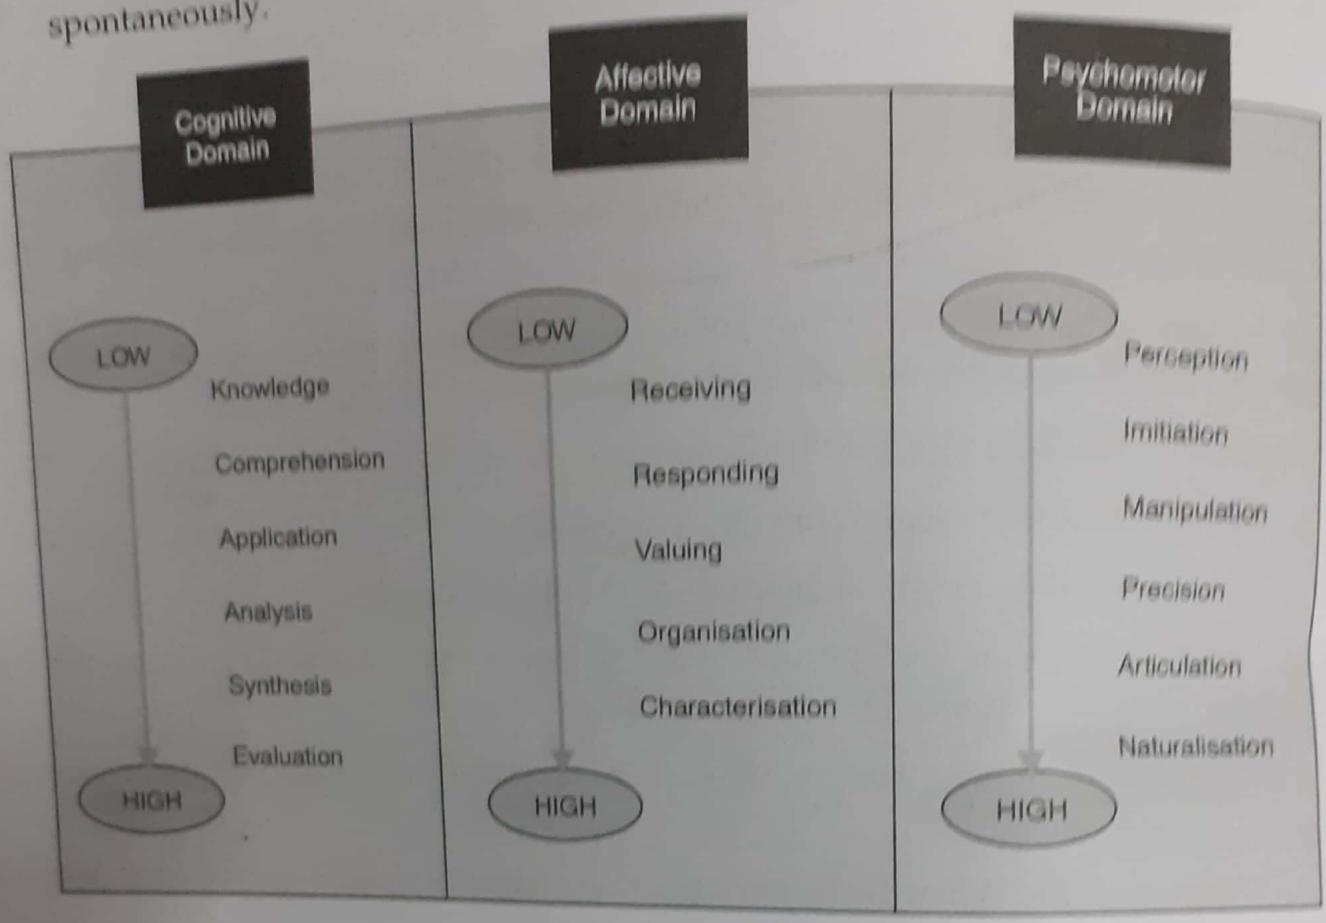 spontaneously.
Cognitive
Domain
LOW
Knowledge
Comprehension
Application
Analysis
Synthesis
Evaluation
HIGH
Affective
Domain
LOW
Receiving
Responding
Valuing
Organisation
Characterisation
HIGH
Psychomotor
Domain
LOW
Perception
Imitiation
Manipulation
Precision
Articulation
Naturalisation
HIGH